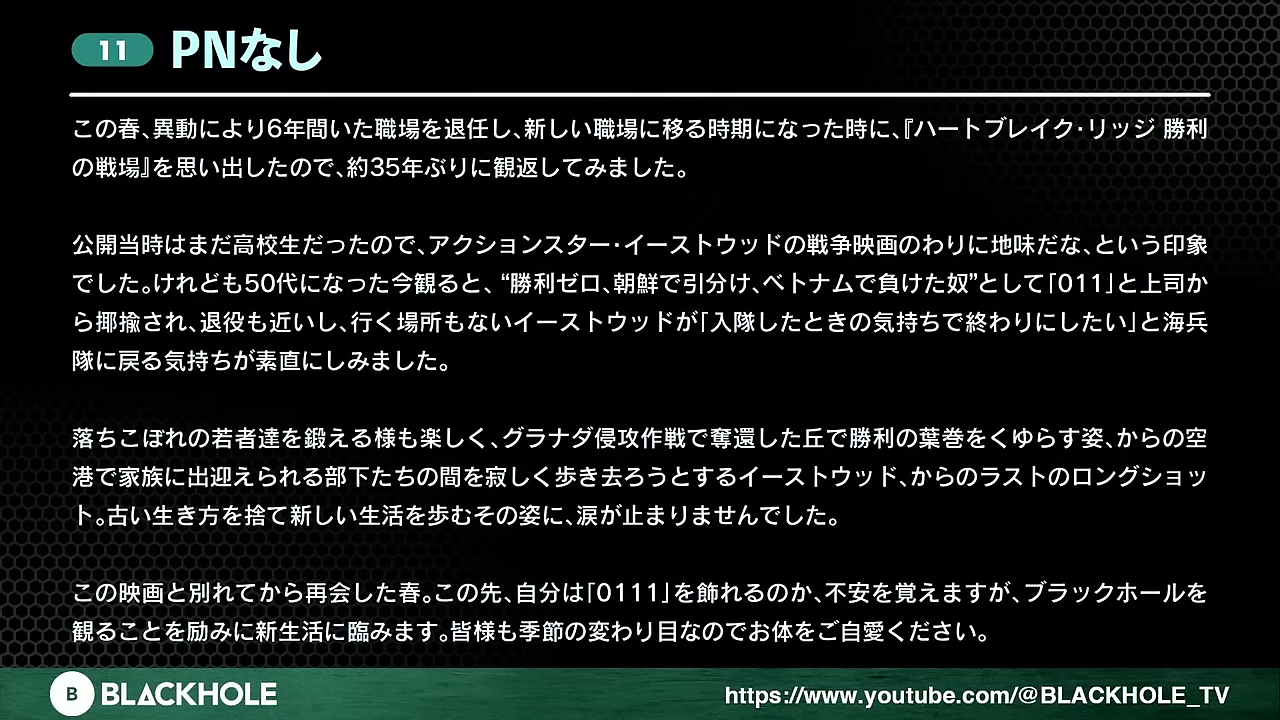 11 PNなし
この春、異動により6年間いた職場を退任し、新しい職場に移る時期になった時に、『ハートブレイク・リッジ 勝利
の戦場』を思い出したので、約35年ぶりに観返してみました。
公開当時はまだ高校生だったので、アクションスター・イーストウッドの戦争映画のわりに地味だな、という印象
でした。けれども50代になった今観ると、“勝利ゼロ、朝鮮で引分け、ベトナムで負けた奴”として「011」と上司か
ら揶揄され、退役も近いし、行く場所もないイーストウッドが「入隊したときの気持ちで終わりにしたい」と海兵
隊に戻る気持ちが素直にしみました。
落ちこぼれの若者達を鍛える様も楽しく、グラナダ侵攻作戦で奪還した丘で勝利の葉巻をくゆらす姿、からの空
港で家族に出迎えられる部下たちの間を寂しく歩き去ろうとするイーストウッド、からのラストのロングショッ
ト。古い生き方を捨て新しい生活を歩むその姿に、涙が止まりませんでした。
この映画と別れてから再会した春。この先、自分は「0111」を飾れるのか、不安を覚えますが、ブラックホールを
観ることを励みに新生活に臨みます。皆様も季節の変わり目なのでお体をご自愛ください。
B BLACKHOLE
https://www.youtube.com/@BLACKHOLE_TV